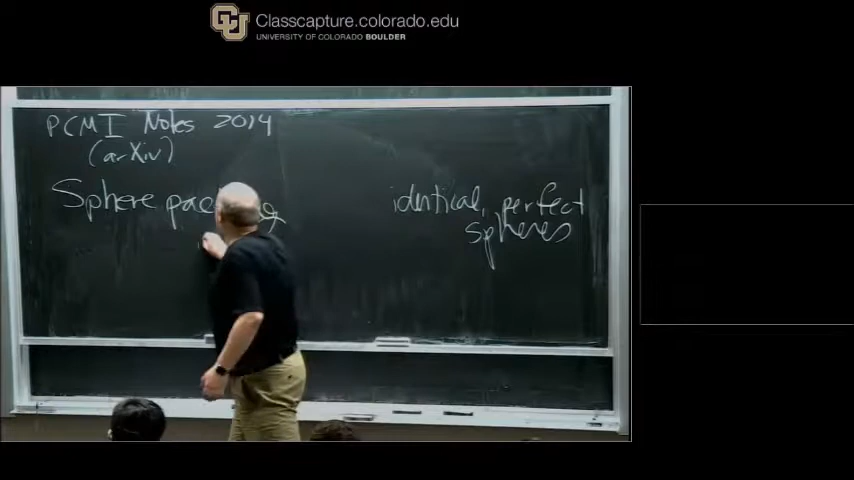 Classcapture.colorado.edu
UNIVERSITY OF COLORADO BOULDER
PCMI Notes 2014
(arXiv)
Sphere
identical, perfect
spheres